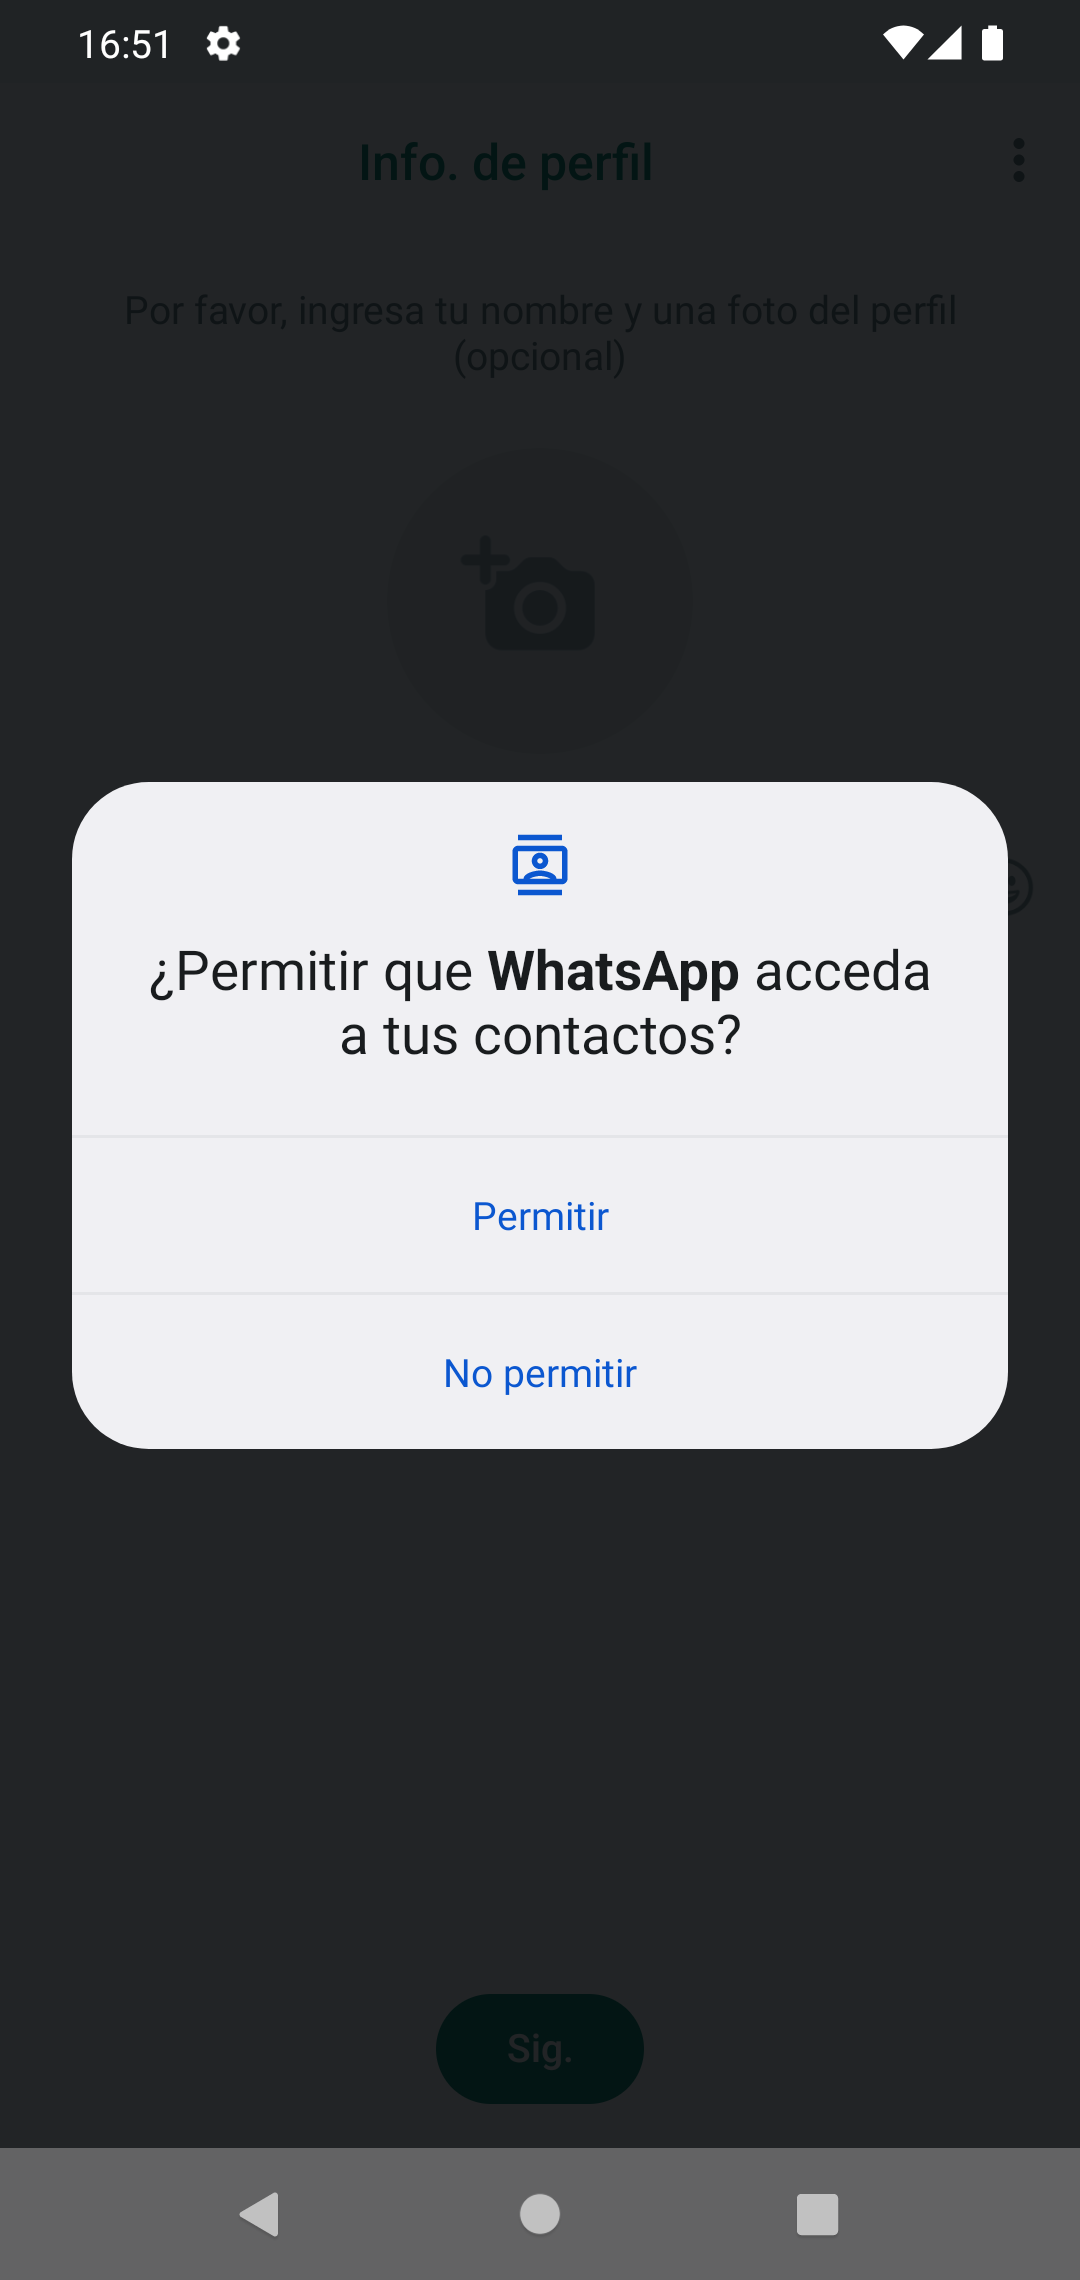 16:51
Info. de perfil
Por favor, ingresa tu nombre y una foto del perfil
(opcional)
¿Permitir que WhatsApp acceda
a tus contactos?
Permitir
No permitir
Sig.